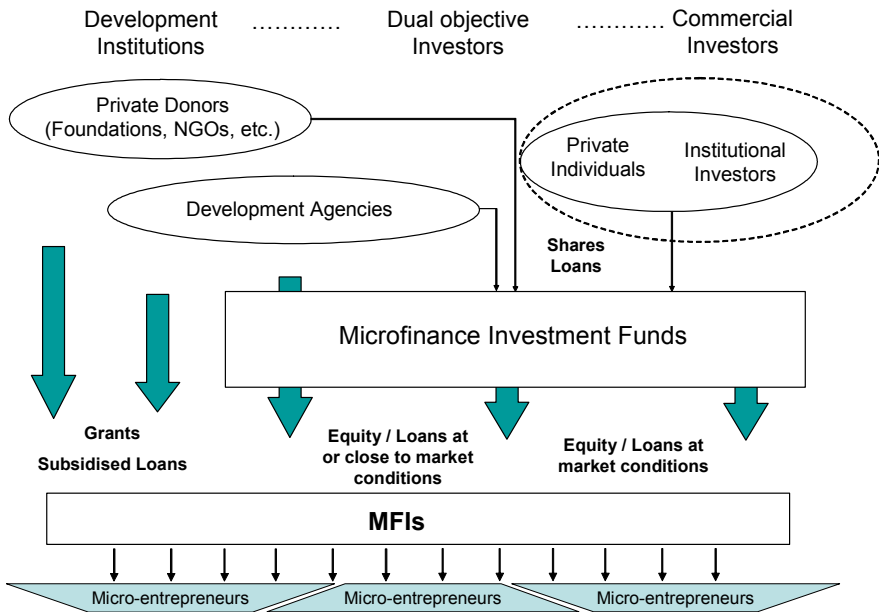 Development
Institutions
............
Dual objective
Investors
............
Commercial
Investors
Private Donors
(Foundations, NGOs, etc.)
Private
Individuals
Institutional
Investors
Development Agencies
Shares
Loans
Microfinance Investment Funds
Grants
Subsidised Loans
Equity / Loans at
or close to market
conditions
Equity / Loans at
market conditions
MFIs
Micro-entrepreneurs
Micro-entrepreneurs
Micro-entrepreneurs